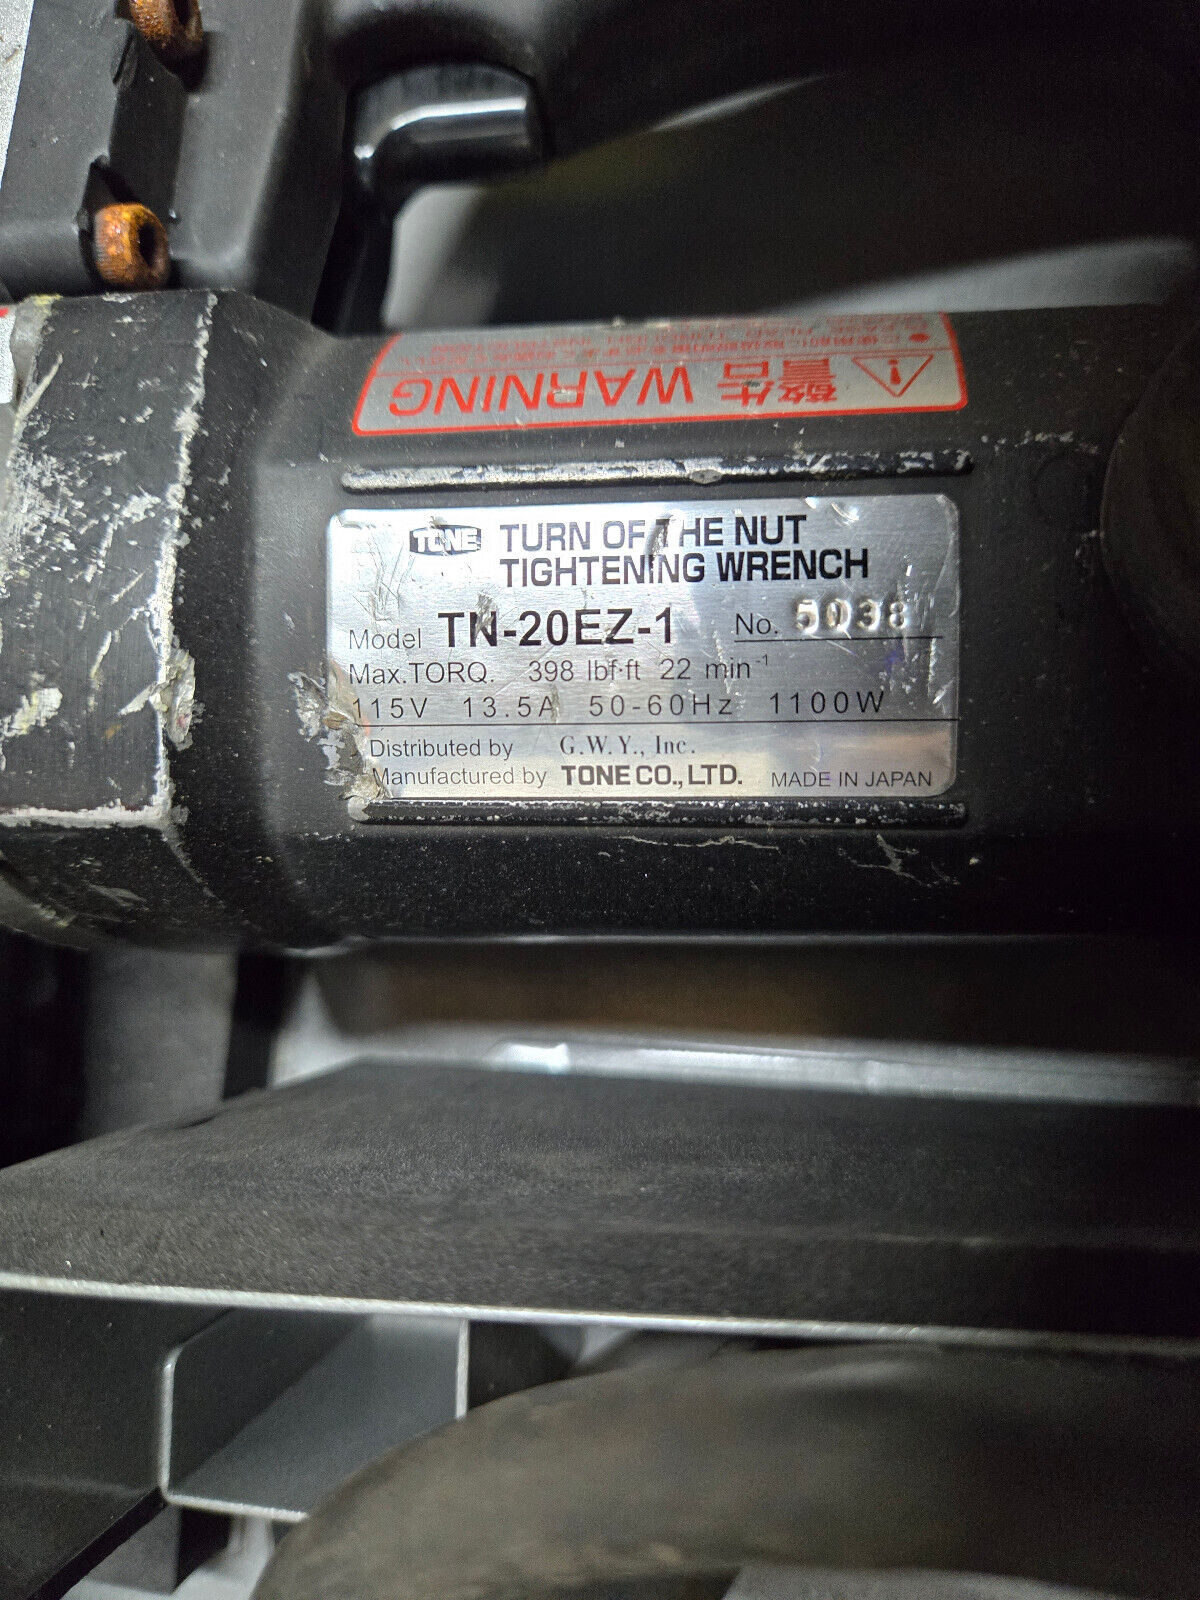 警告 WARNING
TONE TURN OF THE NUT
TIGHTENING WRENCH
Model TN-20EZ-1 No. 5038
Max.TORQ. 398 lbf·ft 22 min⁻¹
115V 13.5A 50-60Hz 1100W
Distributed by G.W.Y., Inc.
Manufactured by TONE CO.,LTD. MADE IN JAPAN